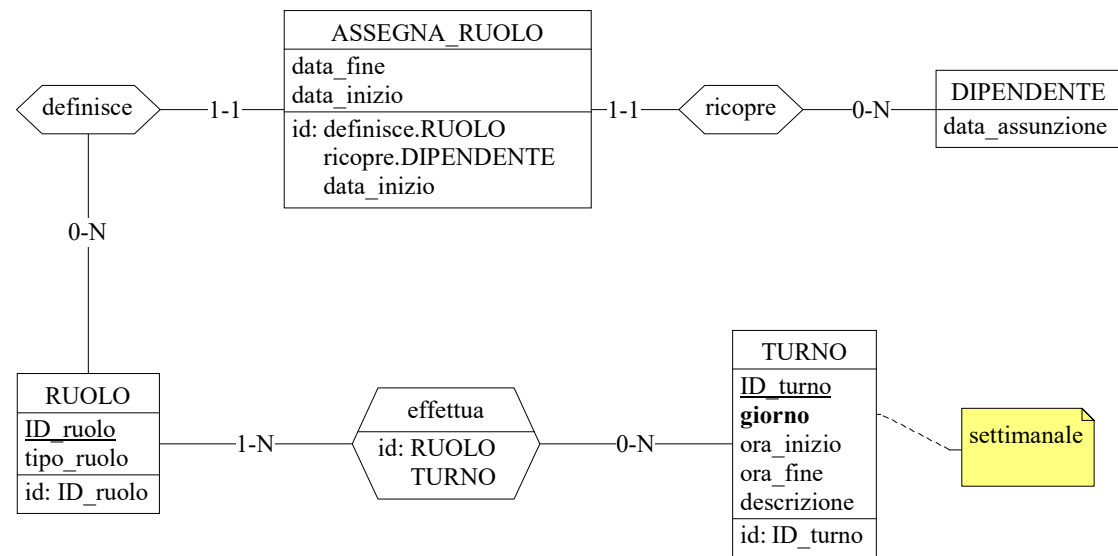 ASSEGNA_RUOLO
data_fine
data_inizio
id: definisce.RUOLO
ricopre.DIPENDENTE
data_inizio
definisce
1-1
1-1
ricopre
0-N
DIPENDENTE
data_assunzione
0-N
RUOLO
ID_ruolo
tipo_ruolo
id: ID_ruolo
1-N
effettua
id: RUOLO
TURNO
0-N
TURNO
ID_turno
giorno
ora_inizio
ora_fine
descrizione
id: ID_turno
settimanale